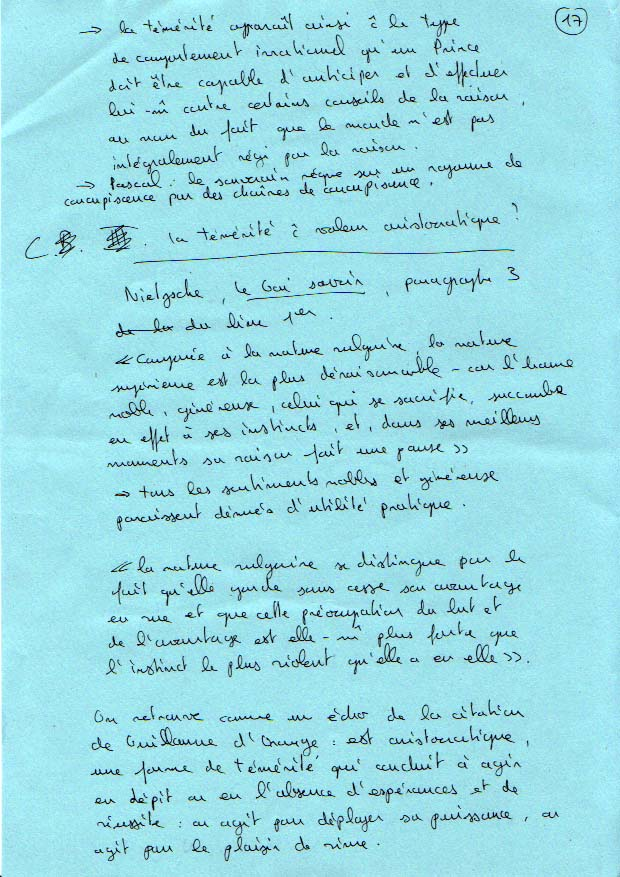 17
→ la témérité apparaît ainsi ê le type
de comportement irrationnel qu'un Prince
doit être capable d'anticiper et d'effectuer
lui-m̂ contre certains conseils de la raison,
au nom du fait que le monde n'est pas
intégralement régi par la raison.
→ Pascal : le souverain règne sur un royaume de
concupiscence par des chaînes de concupiscence.
C. la témérité ê valeur aristocratique ?
Nietzsche, le Gai savoir, paragraphe 3
de la du livre 1er.
« Comparée à la nature vulgaire, la nature
supérieure est la plus déraisonnable - car l'homme
noble, généreux, celui qui se sacrifie, succombe
en effet à ses instincts, et, dans ses meilleurs
moments sa raison fait une pause »
→ tous les sentiments nobles et généreux
paraissent dénués d'utilité pratique.
« la nature vulgaire se distingue par le
fait qu'elle garde sans cesse son avantage
en vue et que cette préocupation du but et
de l'avantage est elle-m̂ plus forte que
l'instinct le plus violent qu'elle a en elle ».
On retrouve comme un écho de la citation
de Guillaume d'Orange : est aristocratique,
une forme de témérité qui conduit à agir
en dépit ou en l'absence d'espérances et de
réussite : on agit pour déployer sa puissance, on
agit par le plaisir de vivre.